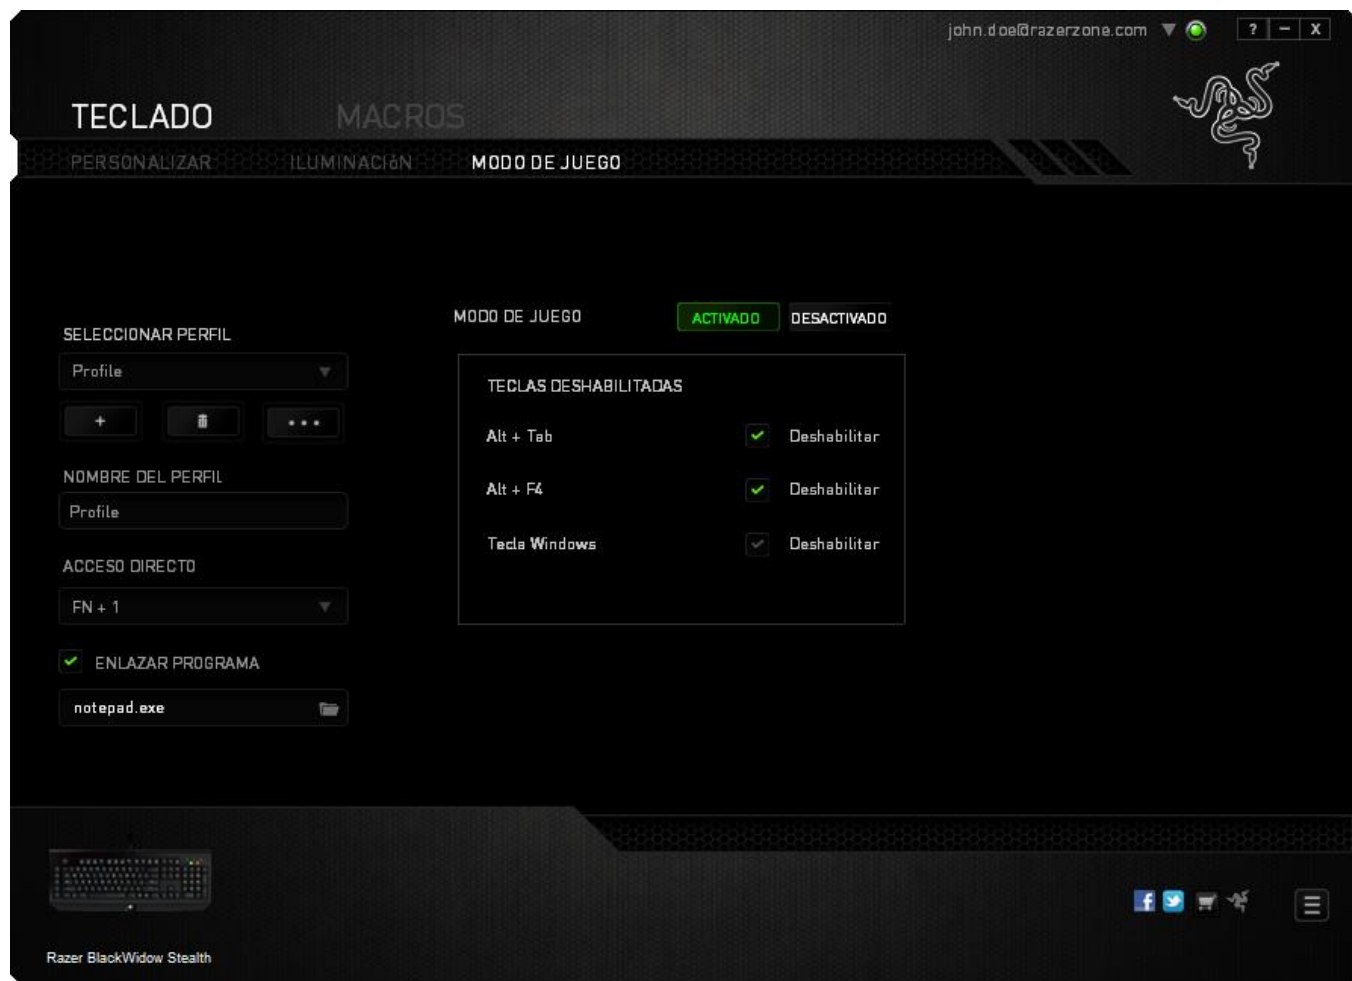 john.doe@razerzone.com
? – X
TECLADO MACROS
PERSONALIZAR ILUMINACIóN MODO DE JUEGO
MODO DE JUEGO ACTIVADO DESACTIVADO
SELECCIONAR PERFIL
Profile
+
NOMBRE DEL PERFIL
Profile
ACCESO DIRECTO
FN + 1
ENLAZAR PROGRAMA
notepad.exe
TECLAS DESHABILITADAS
Alt + Tab Deshabilitar
Alt + F4 Deshabilitar
Tecla Windows Deshabilitar
Razer BlackWidow Stealth